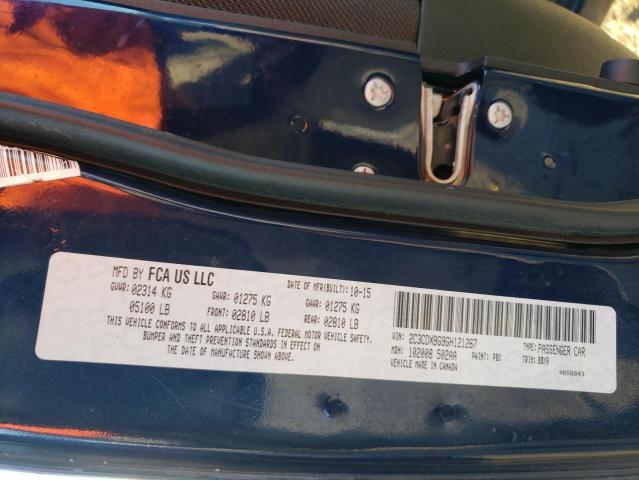 MFD BY FCA US LLC DATE OF MFR(BUILT): 10-15
GVWR: 02314 KG GAWR: 01275 KG GAWR: 01275 KG
05100 LB FRONT: 02810 LB REAR: 02810 LB
THIS VEHICLE CONFORMS TO ALL APPLICABLE U.S.A. FEDERAL MOTOR VEHICLE SAFETY,
BUMPER AND THEFT PREVENTION STANDARDS IN EFFECT ON
THE DATE OF MANUFACTURE SHOWN ABOVE.
VIN: 2C3CDXBG9GH121267 TYPE: PASSENGER CAR
MDH: 102008 502AA PAINT: PBS TRIM: BBX9
VEHICLE MADE IN CANADA 4658843